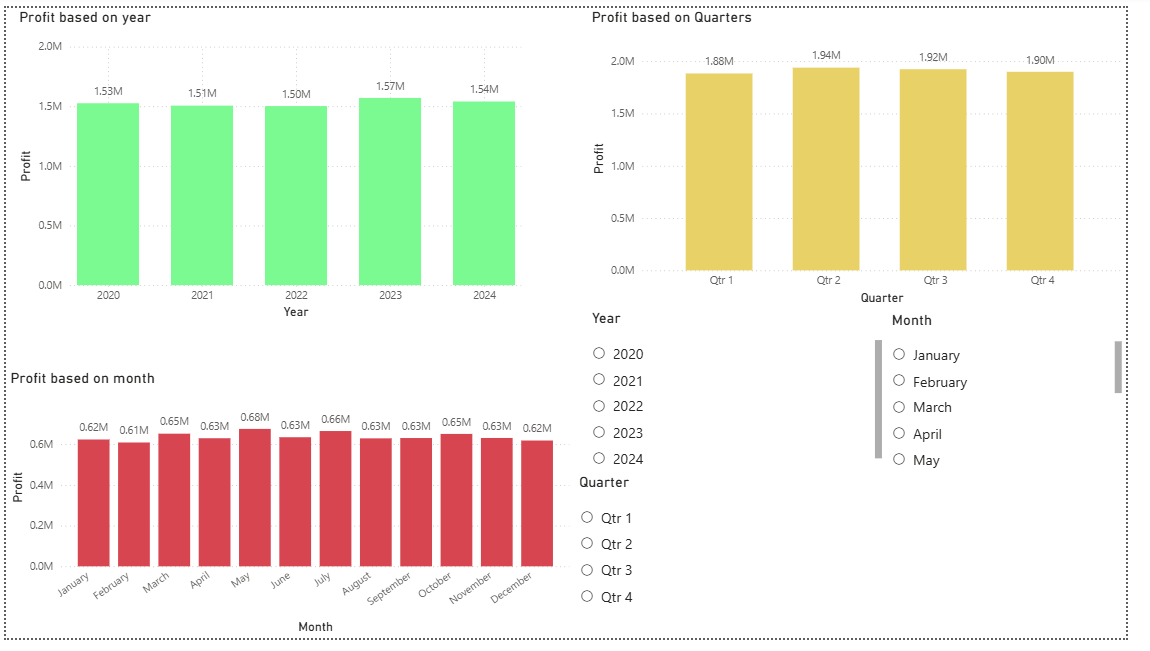 Profit based on year
2.0M
1.5M
1.0M
0.5M
0.0M
Profit
1.53M
1.51M
1.50M
1.57M
1.54M
2020
2021
2022
2023
2024
Year
Profit based on Quarters
2.0M
1.5M
1.0M
0.5M
0.0M
Profit
1.88M
1.94M
1.92M
1.90M
Qtr 1
Qtr 2
Qtr 3
Qtr 4
Quarter
Profit based on month
0.6M
0.4M
0.2M
0.0M
Profit
0.62M
0.61M
0.65M
0.63M
0.68M
0.63M
0.66M
0.63M
0.63M
0.65M
0.63M
0.62M
January
February
March
April
May
June
July
August
September
October
November
December
Month
Year
2020
2021
2022
2023
2024
Month
January
February
March
April
May
Quarter
Qtr 1
Qtr 2
Qtr 3
Qtr 4